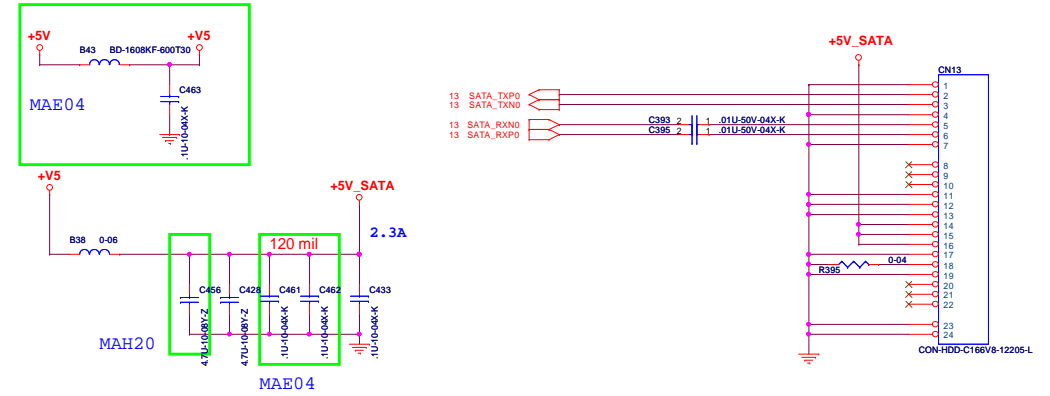 +5V
+V5
B43 BD-1608KF-600T30
C463
.1U-10-04X-K
MAE04
+V5
+5V_SATA
2.3A
B38 0-06
120 mil
C456
C428
C461
C462
C433
4.7U-10-08Y-Z
4.7U-10-08Y-Z
.1U-10-04X-K
.1U-10-04X-K
.1U-10-04X-K
MAH20
MAE04
+5V_SATA
CN13
13 SATA_TXP0
13 SATA_TXN0
13 SATA_RXN0
13 SATA_RXP0
C393 2 1 .01U-50V-04X-K
C395 2 1 .01U-50V-04X-K
1
2
3
4
5
6
7
8
9
10
11
12
13
14
15
16
17
18
19
20
21
22
23
24
R395
0-04
CON-HDD-C166V8-12205-L